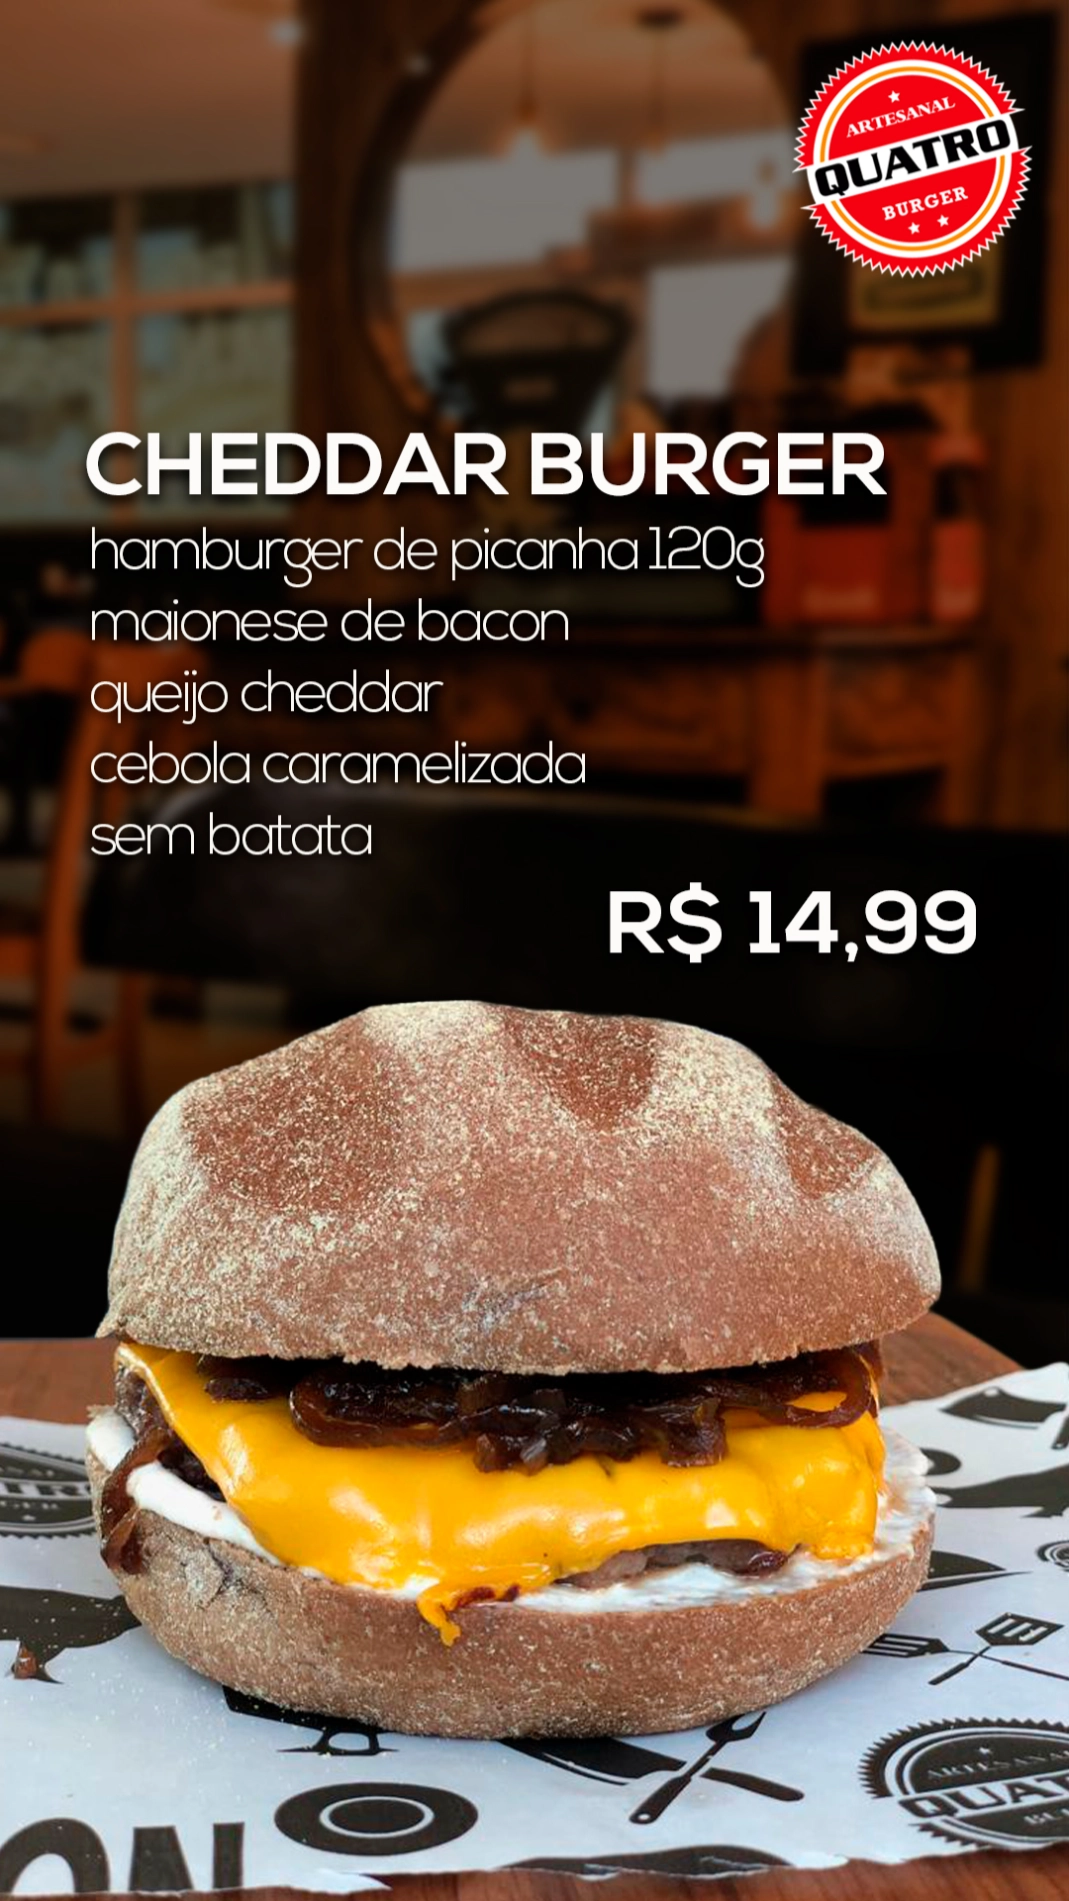 ARTESANAL
QUATRO
BURGER
CHEDDAR BURGER
hamburger de picanha 120g
maionese de bacon
queijo cheddar
cebola caramelizada
sem batata
R$ 14,99